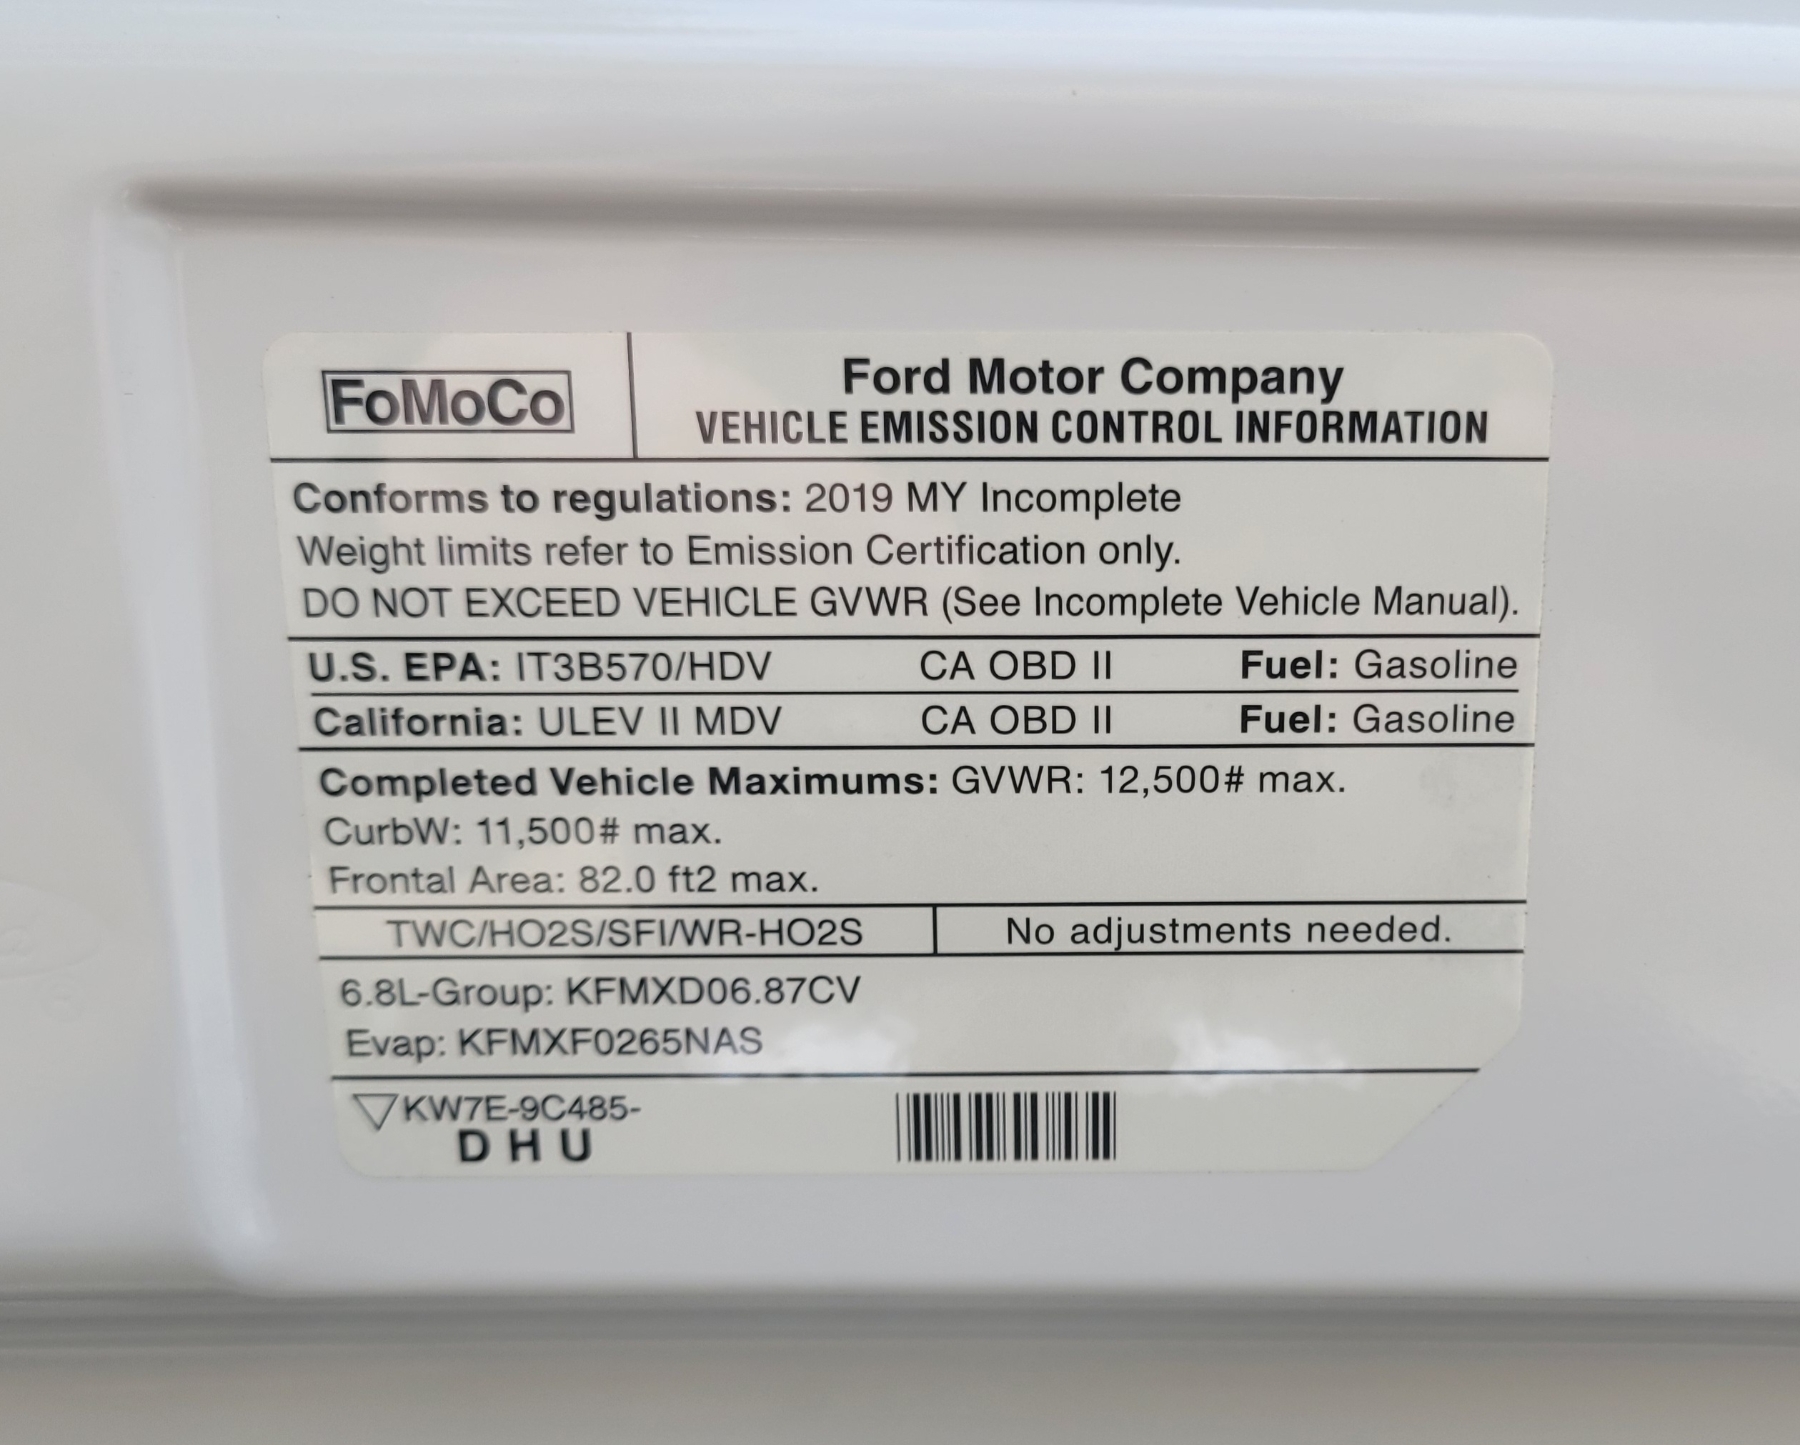 FoMoCo
Ford Motor Company
VEHICLE EMISSION CONTROL INFORMATION
Conforms to regulations: 2019 MY Incomplete
Weight limits refer to Emission Certification only.
DO NOT EXCEED VEHICLE GVWR (See Incomplete Vehicle Manual).
U.S. EPA: IT3B570/HDV CA OBD II Fuel: Gasoline
California: ULEV II MDV CA OBD II Fuel: Gasoline
Completed Vehicle Maximums: GVWR: 12,500# max.
CurbW: 11,500# max.
Frontal Area: 82.0 ft2 max.
TWC/HO2S/SFI/WR-HO2S No adjustments needed.
6.8L-Group: KFMXD06.87CV
Evap: KFMXF0265NAS
KW7E-9C485-
D H U